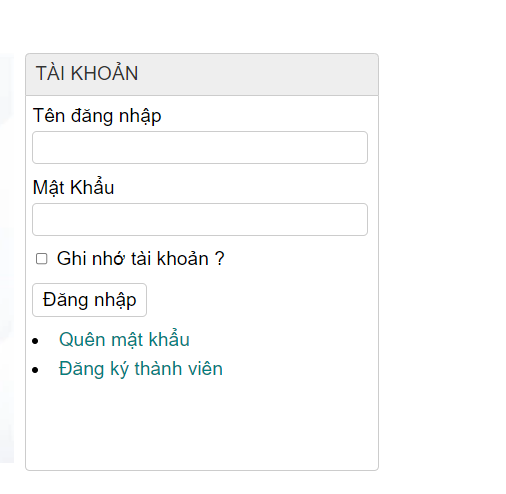 TÀI KHOẢN
Tên đăng nhập
Mật Khẩu
Ghi nhớ tài khoản ?
Đăng nhập
Quên mật khẩu
Đăng ký thành viên